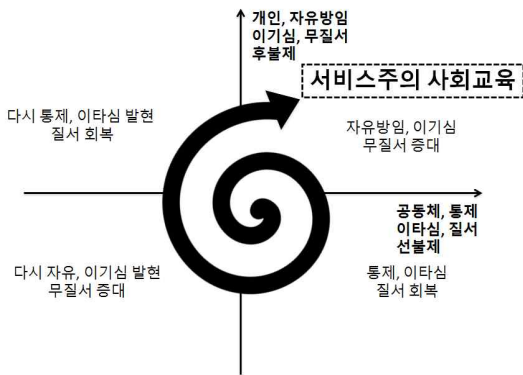 개인, 자유방임
이기심, 무질서
후불제
서비스주의 사회교육
다시 통제, 이타심 발현
질서 회복
자유방임, 이기심
무질서 증대
공동체, 통제
이타심, 질서
선불제
다시 자유, 이기심 발현
무질서 증대
통제, 이타심
질서 회복